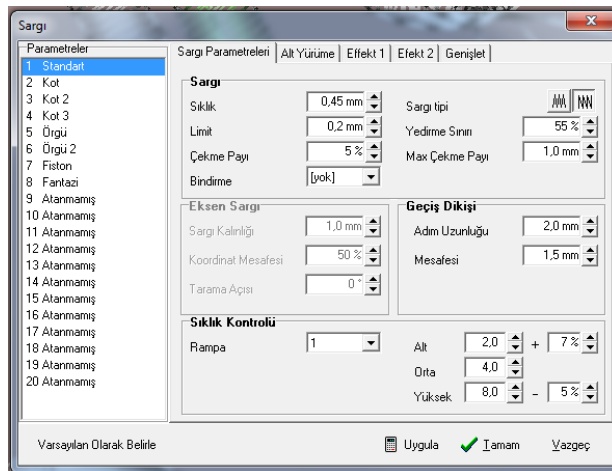 Sargı
Parametreler
1 Standart
2 Kot
3 Kot 2
4 Kot 3
5 Örgü
6 Örgü 2
7 Fiston
8 Fantazi
9 Atanmamış
10 Atanmamış
11 Atanmamış
12 Atanmamış
13 Atanmamış
14 Atanmamış
15 Atanmamış
16 Atanmamış
17 Atanmamış
18 Atanmamış
19 Atanmamış
20 Atanmamış
Sargı Parametreleri Alt Yürüme Effekt 1 Efekt 2 Genişlet
Sargı
Sıklık 0,45 mm Sargı tipi
Limit 0,2 mm Yedirme Sınırı 55 %
Çekme Payı 5 % Max Çekme Payı 1,0 mm
Bindirme [yok]
Eksen Sargı
Sargı Kalınlığı 1,0 mm
Koordinat Mesafesi 50 %
Tarama Açısı 0 °
Geçiş Dikişi
Adım Uzunluğu 2,0 mm
Mesafesi 1,5 mm
Sıklık Kontrolü
Rampa 1
Alt 2,0 + 7 %
Orta 4,0
Yüksek 8,0 - 5 %
Varsayılan Olarak Belirle Uygula Tamam Vazgeç